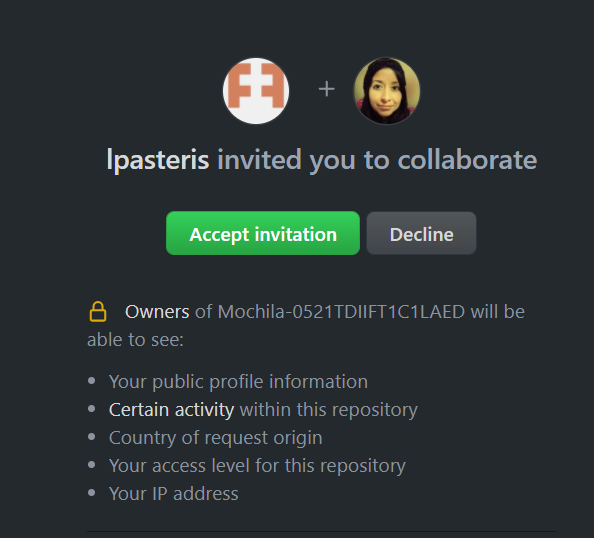 lpasteris invited you to collaborate
Accept invitation
Decline
Owners of Mochila-0521TDIIFT1C1LAED will be
able to see:
Your public profile information
Certain activity within this repository
Country of request origin
Your access level for this repository
Your IP address